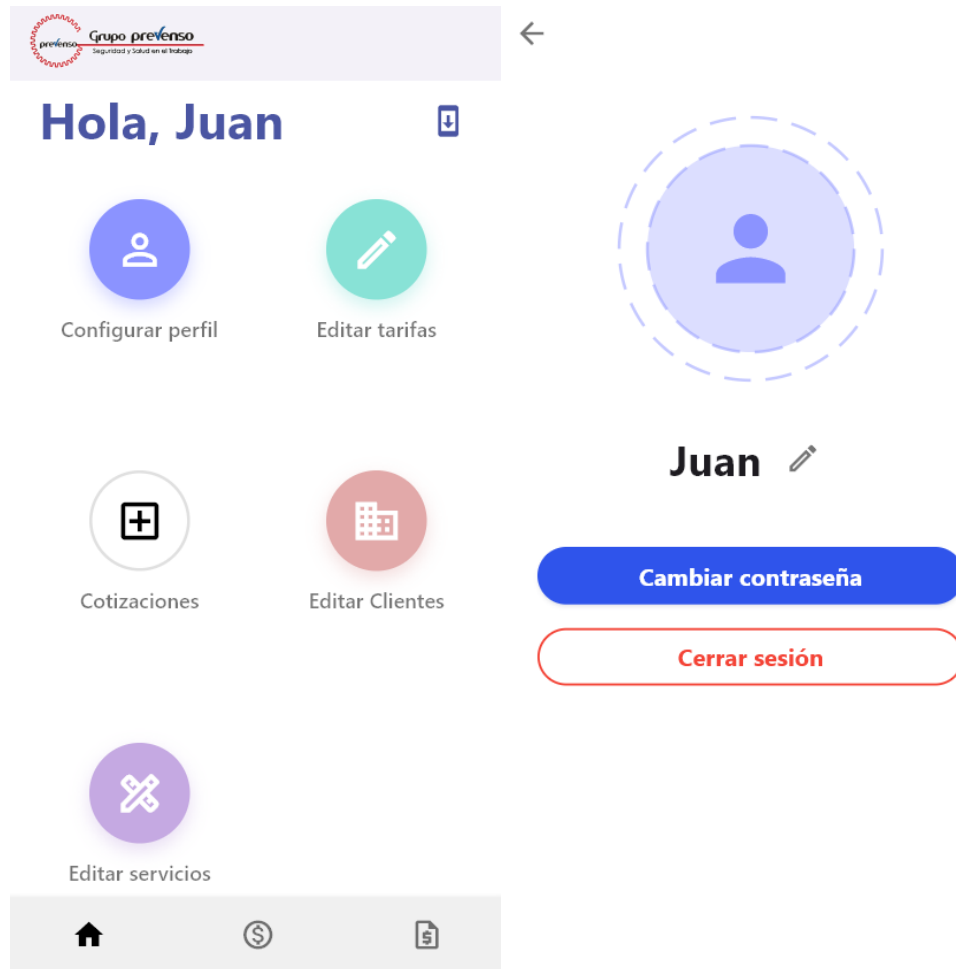 prevenso
Grupo prevenso
Seguridad y Salud en el Trabajo
Hola, Juan
Configurar perfil
Editar tarifas
Cotizaciones
Editar Clientes
Editar servicios
Juan
Cambiar contraseña
Cerrar sesión